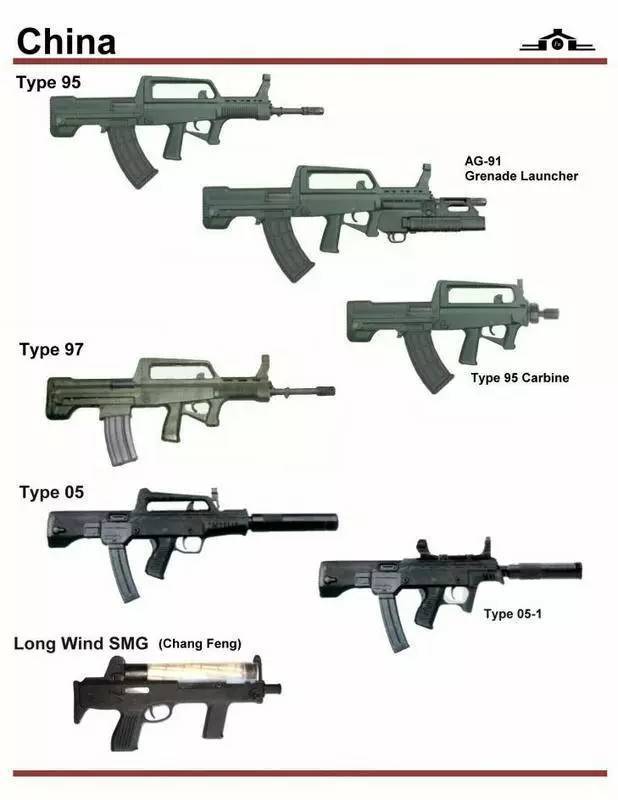 China
Type 95
AG-91
Grenade Launcher
Type 97
Type 95 Carbine
Type 05
Type 05-1
Long Wind SMG (Chang Feng)